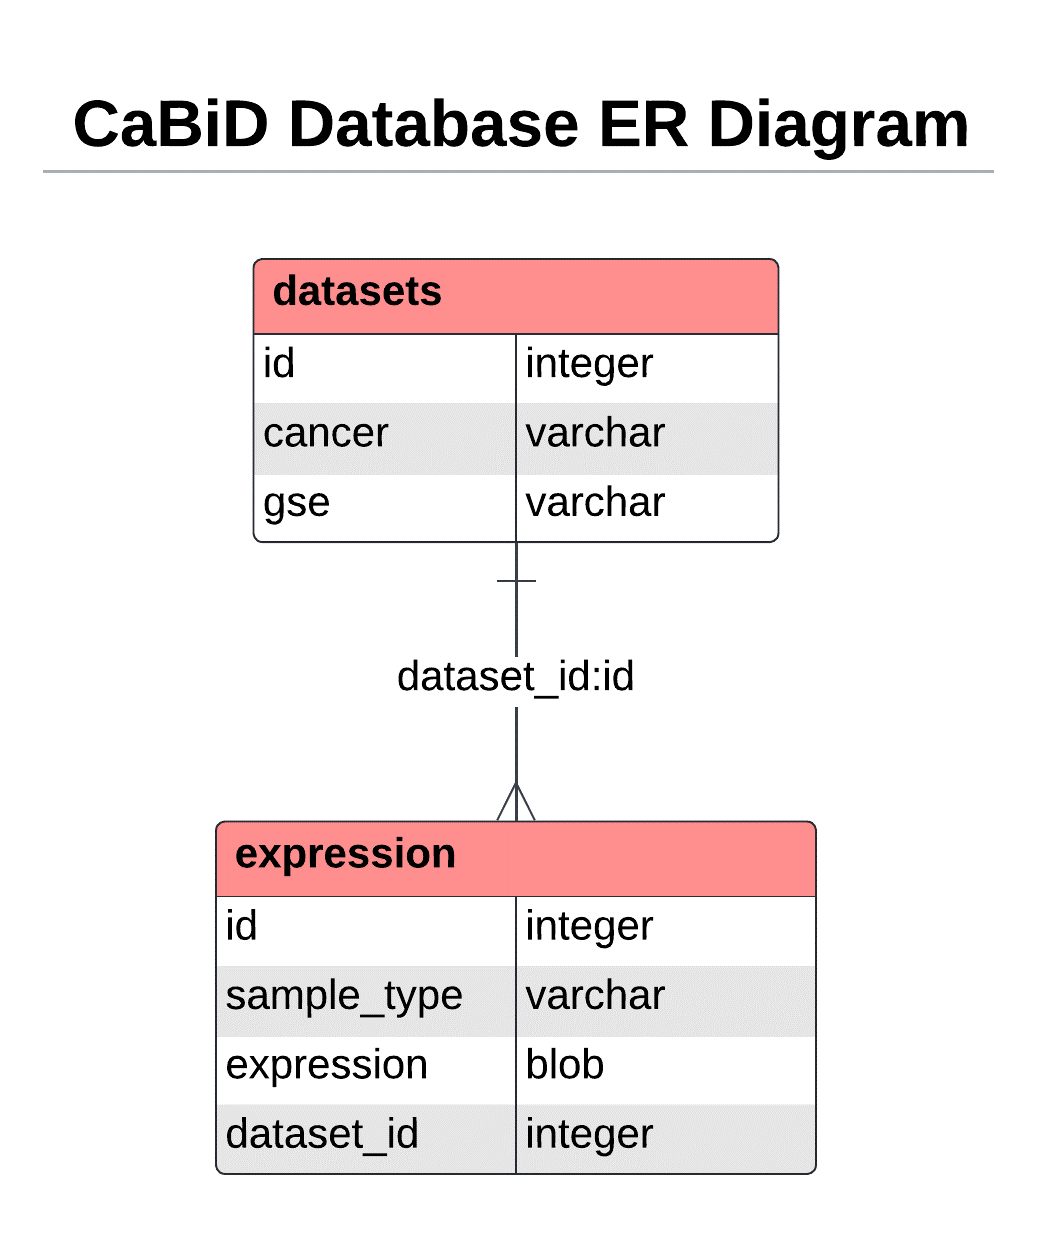 CaBiD Database ER Diagram
datasets
id integer
cancer varchar
gse varchar
dataset_id:id
expression
id integer
sample_type varchar
expression blob
dataset_id integer